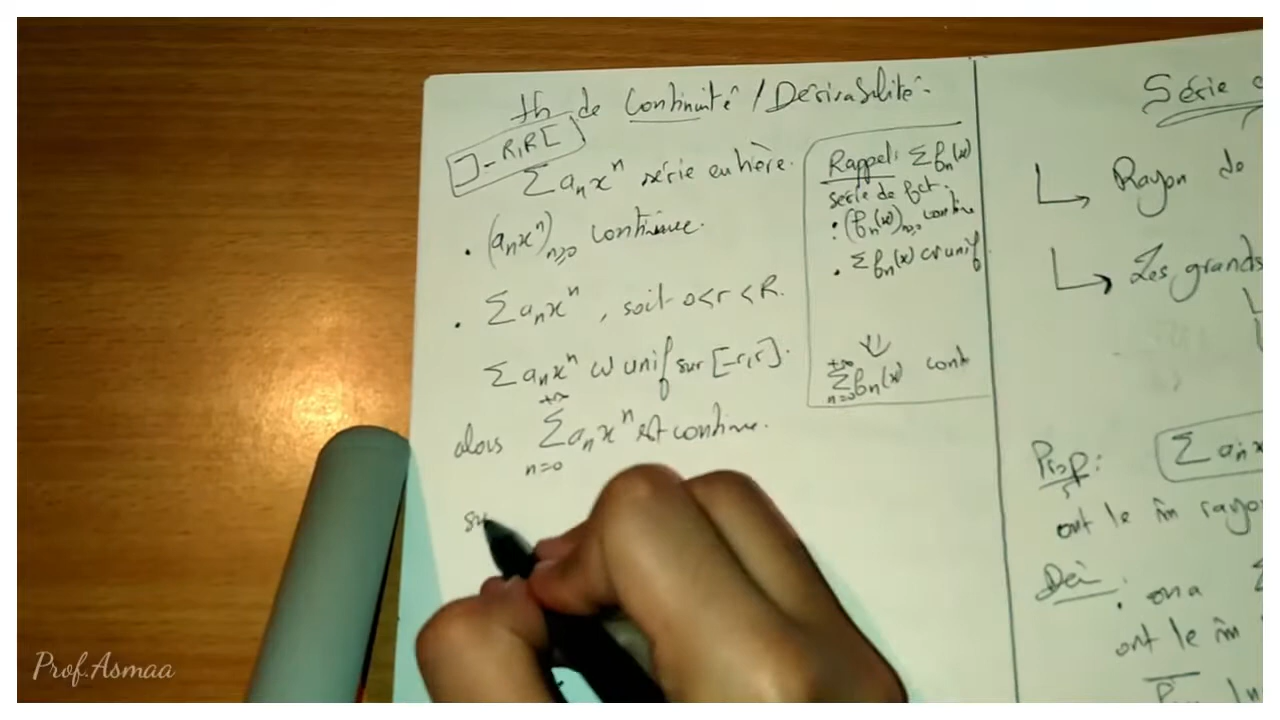 th de Continuité / Dérivabilité.
]-R,R[
∑ aₙxⁿ série entière.
• (aₙxⁿ)ₙ≥₀ continue.
• ∑ aₙxⁿ, soit 0<r<R.
∑ aₙxⁿ cv unif sur [-r,r].
alors ∑ₙ₌₀^+∞ aₙxⁿ est continue.
su
Rappel: ∑ fₙ(x)
série de fct.
• (fₙ(x))ₙ≥₀ continue
• ∑ fₙ(x) cv unif
⇓
∑ₙ₌₀^+∞ fₙ(x) cont
Série
↳ Rayon de
↳ Les grands
Prop: ∑ aₙx
ont le m̂ rayo
Dém: • on a ∑
ont le m̂
Prof.Asmaa